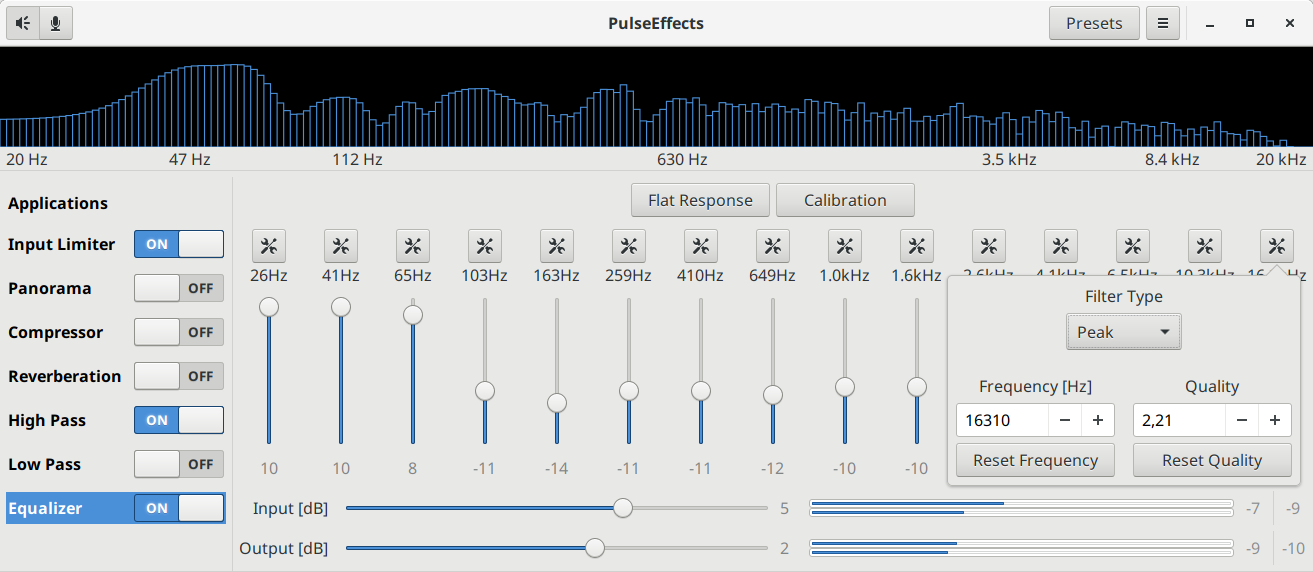 PulseEffects
Presets
20 Hz 47 Hz 112 Hz 630 Hz 3.5 kHz 8.4 kHz 20 kHz
Applications
Input Limiter ON
Panorama OFF
Compressor OFF
Reverberation OFF
High Pass ON
Low Pass OFF
Equalizer ON
Flat Response Calibration
26Hz 41Hz 65Hz 103Hz 163Hz 259Hz 410Hz 649Hz 1.0kHz 1.6kHz 2.6kHz 4.1kHz 6.5kHz 10.3kHz
Filter Type
Peak
Frequency [Hz] Quality
16310 − + 2,21 − +
Reset Frequency Reset Quality
10 10 8 -11 -14 -11 -11 -12 -10 -10
Input [dB] 5 -7 -9
Output [dB] 2 -9 -10